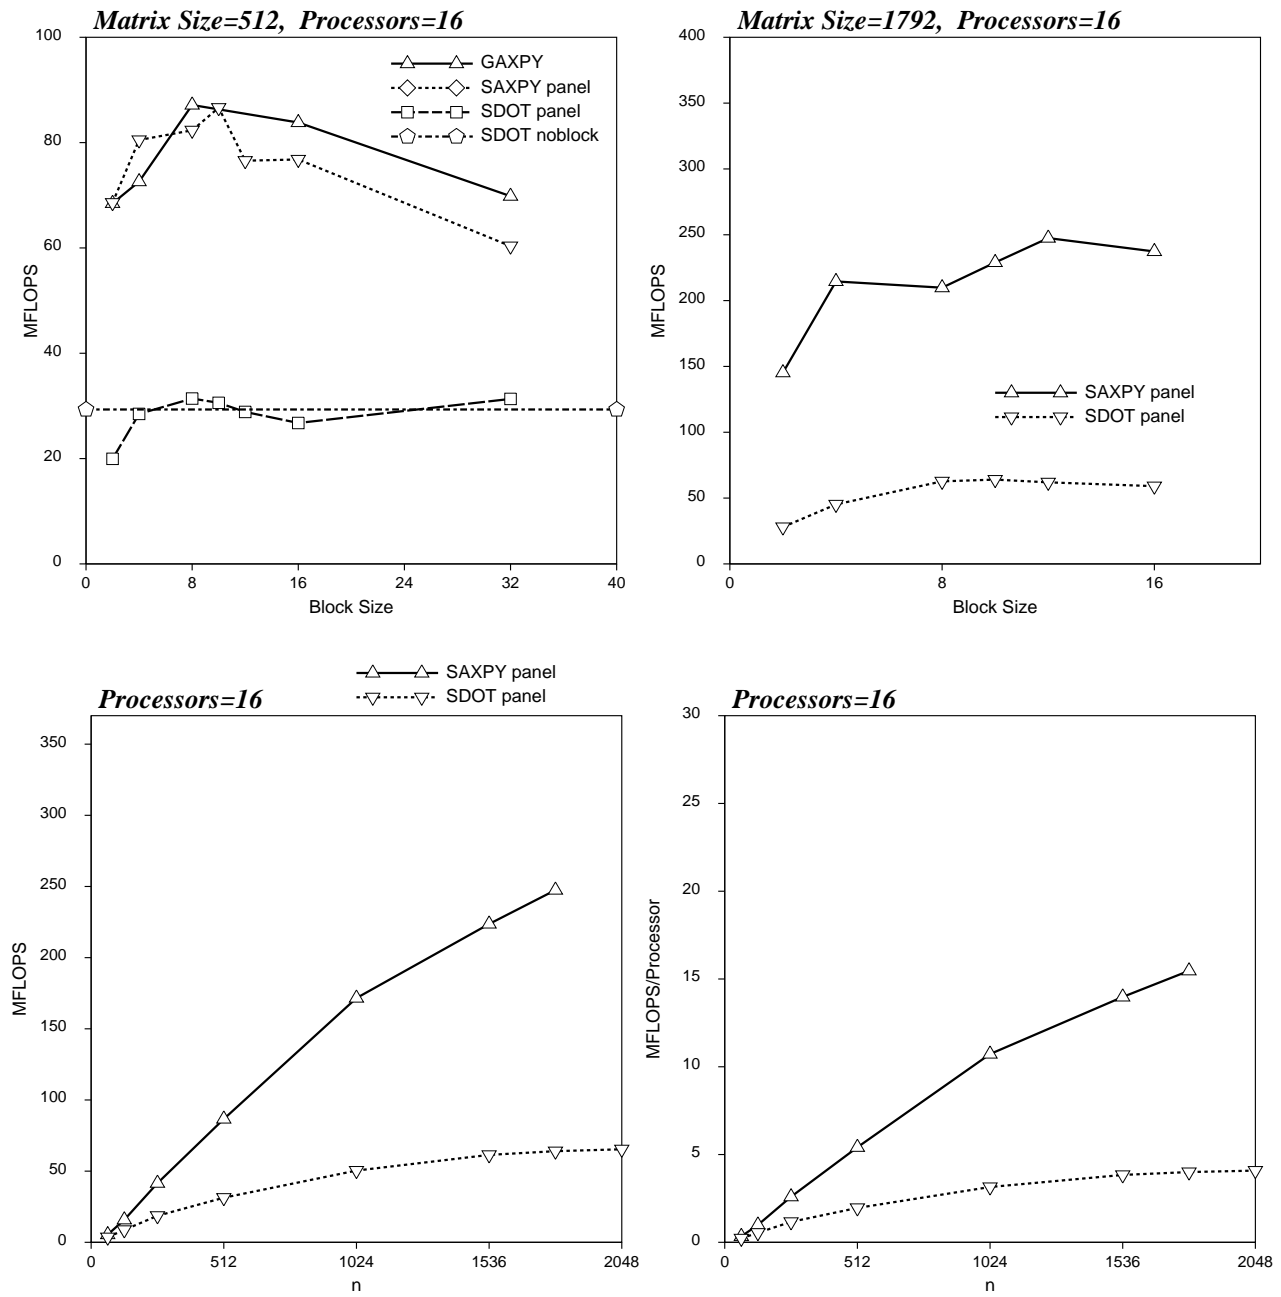 Matrix Size=512,  Processors=16
100
80
60
40
20
0
MFLOPS
GAXPY
SAXPY panel
SDOT panel
SDOT noblock
0 8 16 24 32 40
Block Size
Matrix Size=1792,  Processors=16
400
350
300
250
200
150
100
50
0
MFLOPS
SAXPY panel
SDOT panel
0 8 16
Block Size
SAXPY panel
SDOT panel
Processors=16
350
300
250
200
150
100
50
0
MFLOPS
0 512 1024 1536 2048
n
Processors=16
30
25
20
15
10
5
0
MFLOPS/Processor
0 512 1024 1536 2048
n